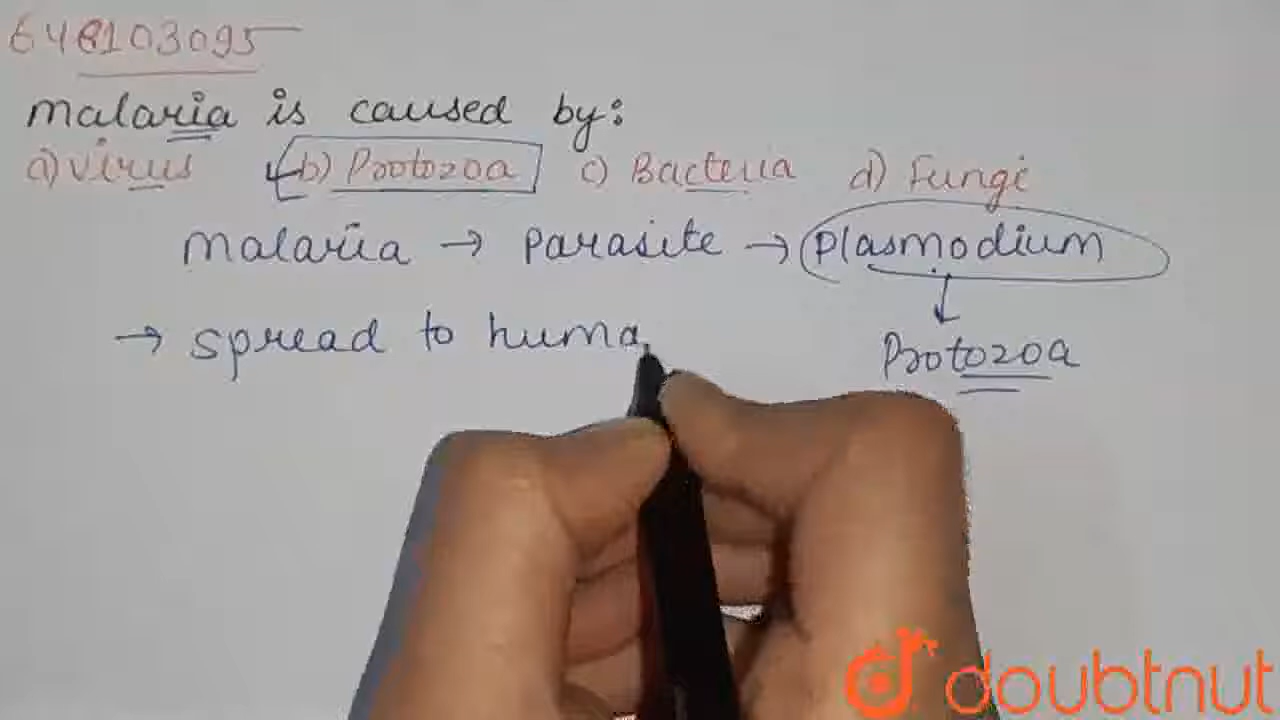 648103095
Malaria is caused by:
a) virus b) Protozoa c) Bacteria d) Fungi
Malaria → Parasite → Plasmodium
→ spread to huma
Protozoa
doubtnut